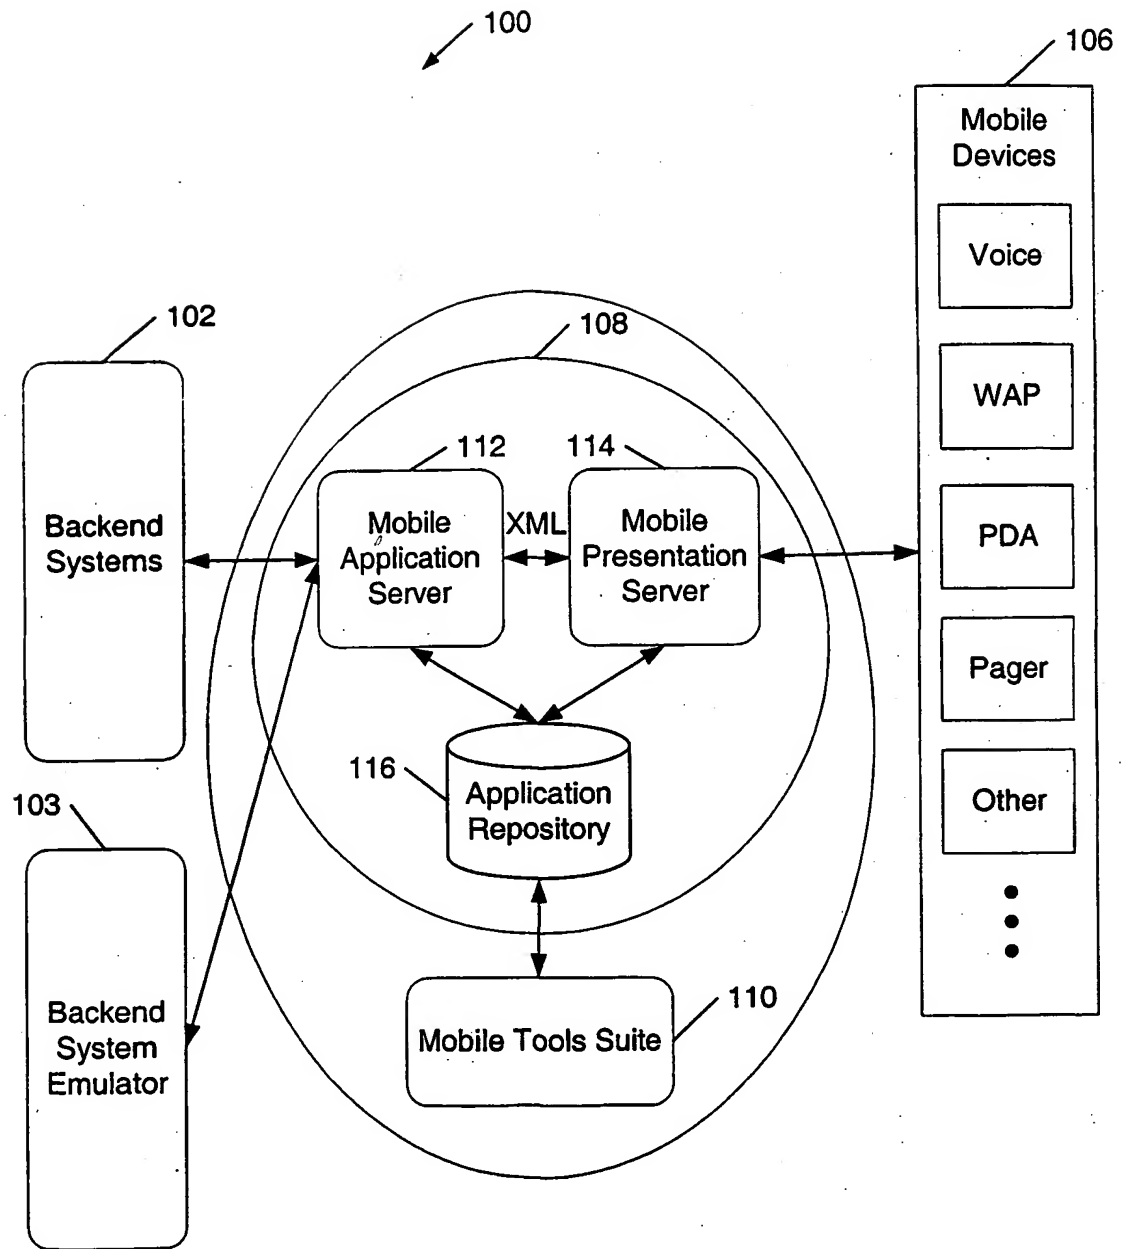 100
106
Mobile
Devices
Voice
102
108
WAP
112
114
Backend
Systems
Mobile
Application
Server
XML
Mobile
Presentation
Server
PDA
Pager
116
Application
Repository
Other
103
Backend
System
Emulator
110
Mobile Tools Suite